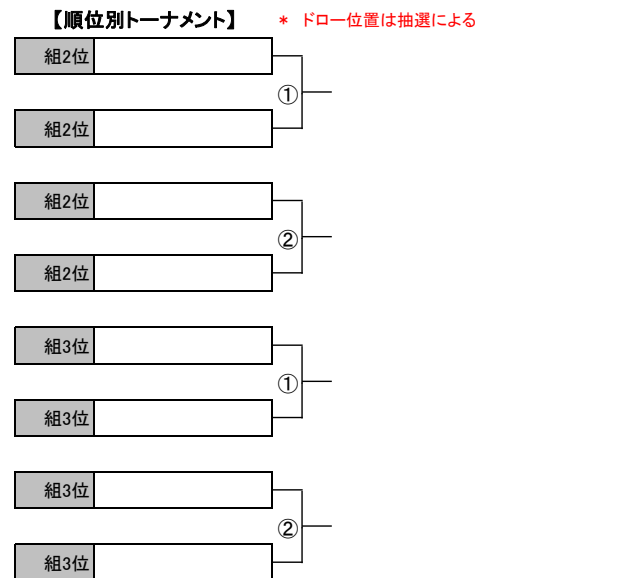 【順位別トーナメント】 * ドロー位置は抽選による
組2位
①
組2位
組2位
②
組2位
組3位
①
組3位
組3位
②
組3位